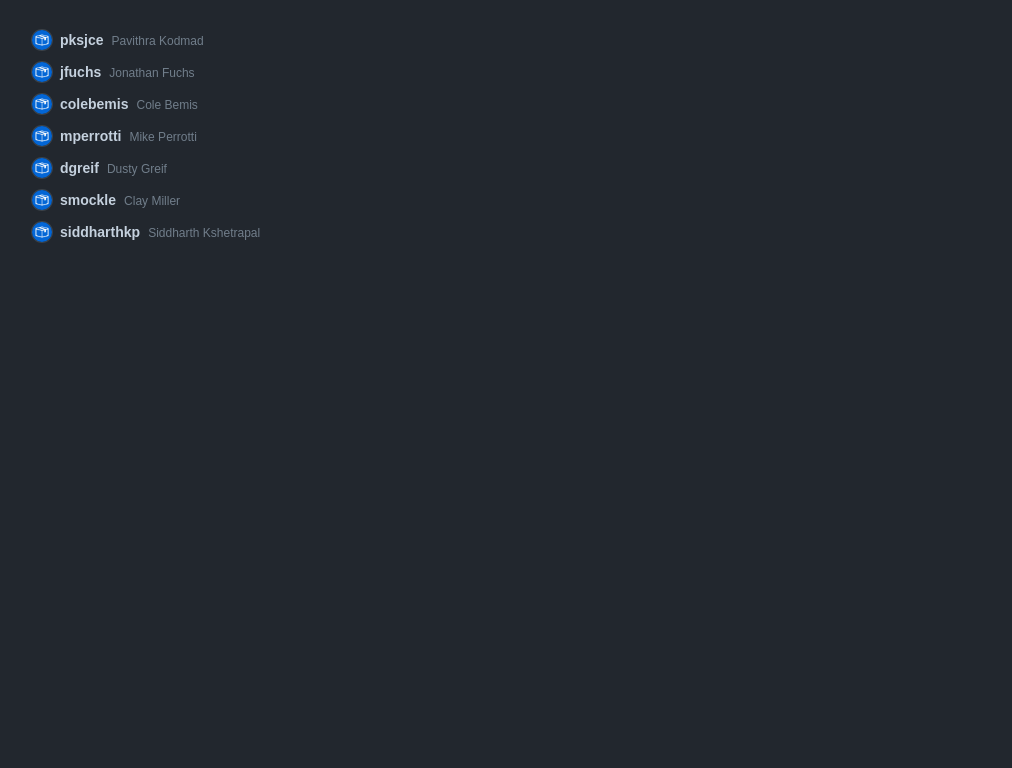 pksjce Pavithra Kodmad
jfuchs Jonathan Fuchs
colebemis Cole Bemis
mperrotti Mike Perrotti
dgreif Dusty Greif
smockle Clay Miller
siddharthkp Siddharth Kshetrapal